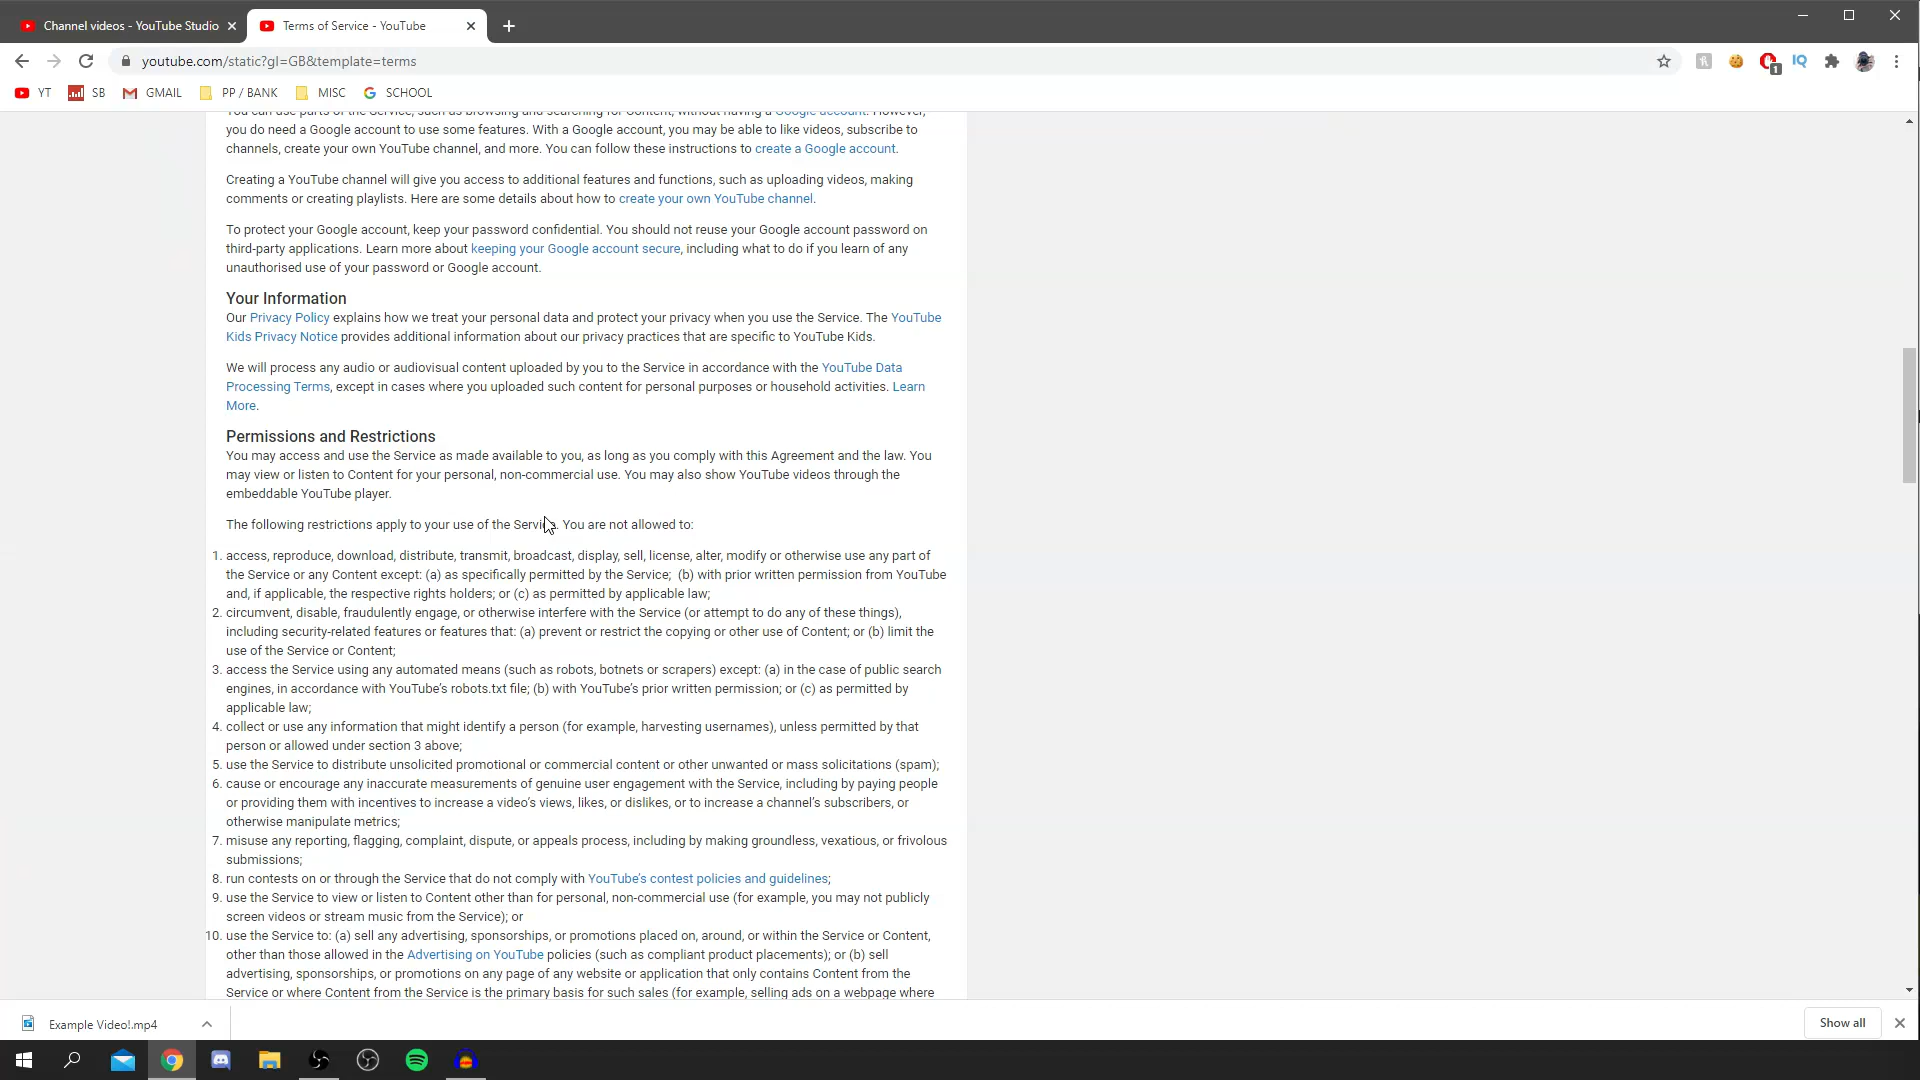 Channel videos - YouTube Studio
Terms of Service - YouTube
youtube.com/static?gl=GB&template=terms
1
IQ
YT
SB
GMAIL
PP / BANK
MISC
SCHOOL
You can use parts of the Service, such as browsing and searching for Content, without having a Google account. However,
you do need a Google account to use some features. With a Google account, you may be able to like videos, subscribe to
channels, create your own YouTube channel, and more. You can follow these instructions to create a Google account.
Creating a YouTube channel will give you access to additional features and functions, such as uploading videos, making
comments or creating playlists. Here are some details about how to create your own YouTube channel.
To protect your Google account, keep your password confidential. You should not reuse your Google account password on
third-party applications. Learn more about keeping your Google account secure, including what to do if you learn of any
unauthorised use of your password or Google account.
Your Information
Our Privacy Policy explains how we treat your personal data and protect your privacy when you use the Service. The YouTube
Kids Privacy Notice provides additional information about our privacy practices that are specific to YouTube Kids.
We will process any audio or audiovisual content uploaded by you to the Service in accordance with the YouTube Data
Processing Terms, except in cases where you uploaded such content for personal purposes or household activities. Learn
More.
Permissions and Restrictions
You may access and use the Service as made available to you, as long as you comply with this Agreement and the law. You
may view or listen to Content for your personal, non-commercial use. You may also show YouTube videos through the
embeddable YouTube player.
The following restrictions apply to your use of the Service. You are not allowed to:
1. access, reproduce, download, distribute, transmit, broadcast, display, sell, license, alter, modify or otherwise use any part of
the Service or any Content except: (a) as specifically permitted by the Service;  (b) with prior written permission from YouTube
and, if applicable, the respective rights holders; or (c) as permitted by applicable law;
2. circumvent, disable, fraudulently engage, or otherwise interfere with the Service (or attempt to do any of these things),
including security-related features or features that: (a) prevent or restrict the copying or other use of Content; or (b) limit the
use of the Service or Content;
3. access the Service using any automated means (such as robots, botnets or scrapers) except: (a) in the case of public search
engines, in accordance with YouTube's robots.txt file; (b) with YouTube's prior written permission; or (c) as permitted by
applicable law;
4. collect or use any information that might identify a person (for example, harvesting usernames), unless permitted by that
person or allowed under section 3 above;
5. use the Service to distribute unsolicited promotional or commercial content or other unwanted or mass solicitations (spam);
6. cause or encourage any inaccurate measurements of genuine user engagement with the Service, including by paying people
or providing them with incentives to increase a video's views, likes, or dislikes, or to increase a channel's subscribers, or
otherwise manipulate metrics;
7. misuse any reporting, flagging, complaint, dispute, or appeals process, including by making groundless, vexatious, or frivolous
submissions;
8. run contests on or through the Service that do not comply with YouTube's contest policies and guidelines;
9. use the Service to view or listen to Content other than for personal, non-commercial use (for example, you may not publicly
screen videos or stream music from the Service); or
10. use the Service to: (a) sell any advertising, sponsorships, or promotions placed on, around, or within the Service or Content,
other than those allowed in the Advertising on YouTube policies (such as compliant product placements); or (b) sell
advertising, sponsorships, or promotions on any page of any website or application that only contains Content from the
Service or where Content from the Service is the primary basis for such sales (for example, selling ads on a webpage where
Example Video!.mp4
Show all